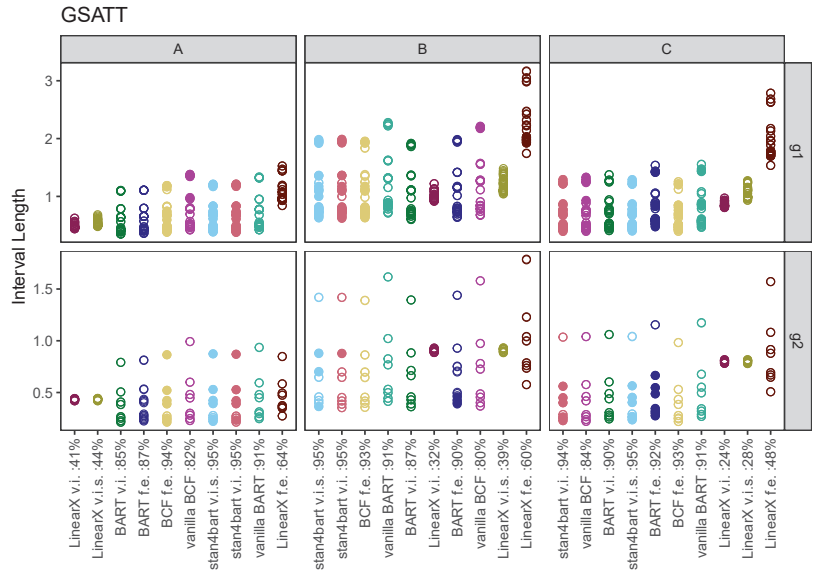 GSATT
A
B
C
g1
g2
Interval Length
3
2
1
1.5
1.0
0.5
LinearX v.i. :41%
LinearX v.i.s. :44%
BART v.i. :85%
BART f.e. :87%
BCF f.e. :94%
vanilla BCF :82%
stan4bart v.i.s. :95%
stan4bart v.i. :95%
vanilla BART :91%
LinearX f.e. :64%
stan4bart v.i.s. :95%
stan4bart v.i. :95%
BCF f.e. :93%
vanilla BART :91%
BART v.i. :87%
LinearX v.i. :32%
BART f.e. :90%
vanilla BCF :80%
LinearX v.i.s. :39%
LinearX f.e. :60%
stan4bart v.i. :94%
vanilla BCF :84%
BART v.i. :90%
stan4bart v.i.s. :95%
BART f.e. :92%
BCF f.e. :93%
vanilla BART :91%
LinearX v.i. :24%
LinearX v.i.s. :28%
LinearX f.e. :48%